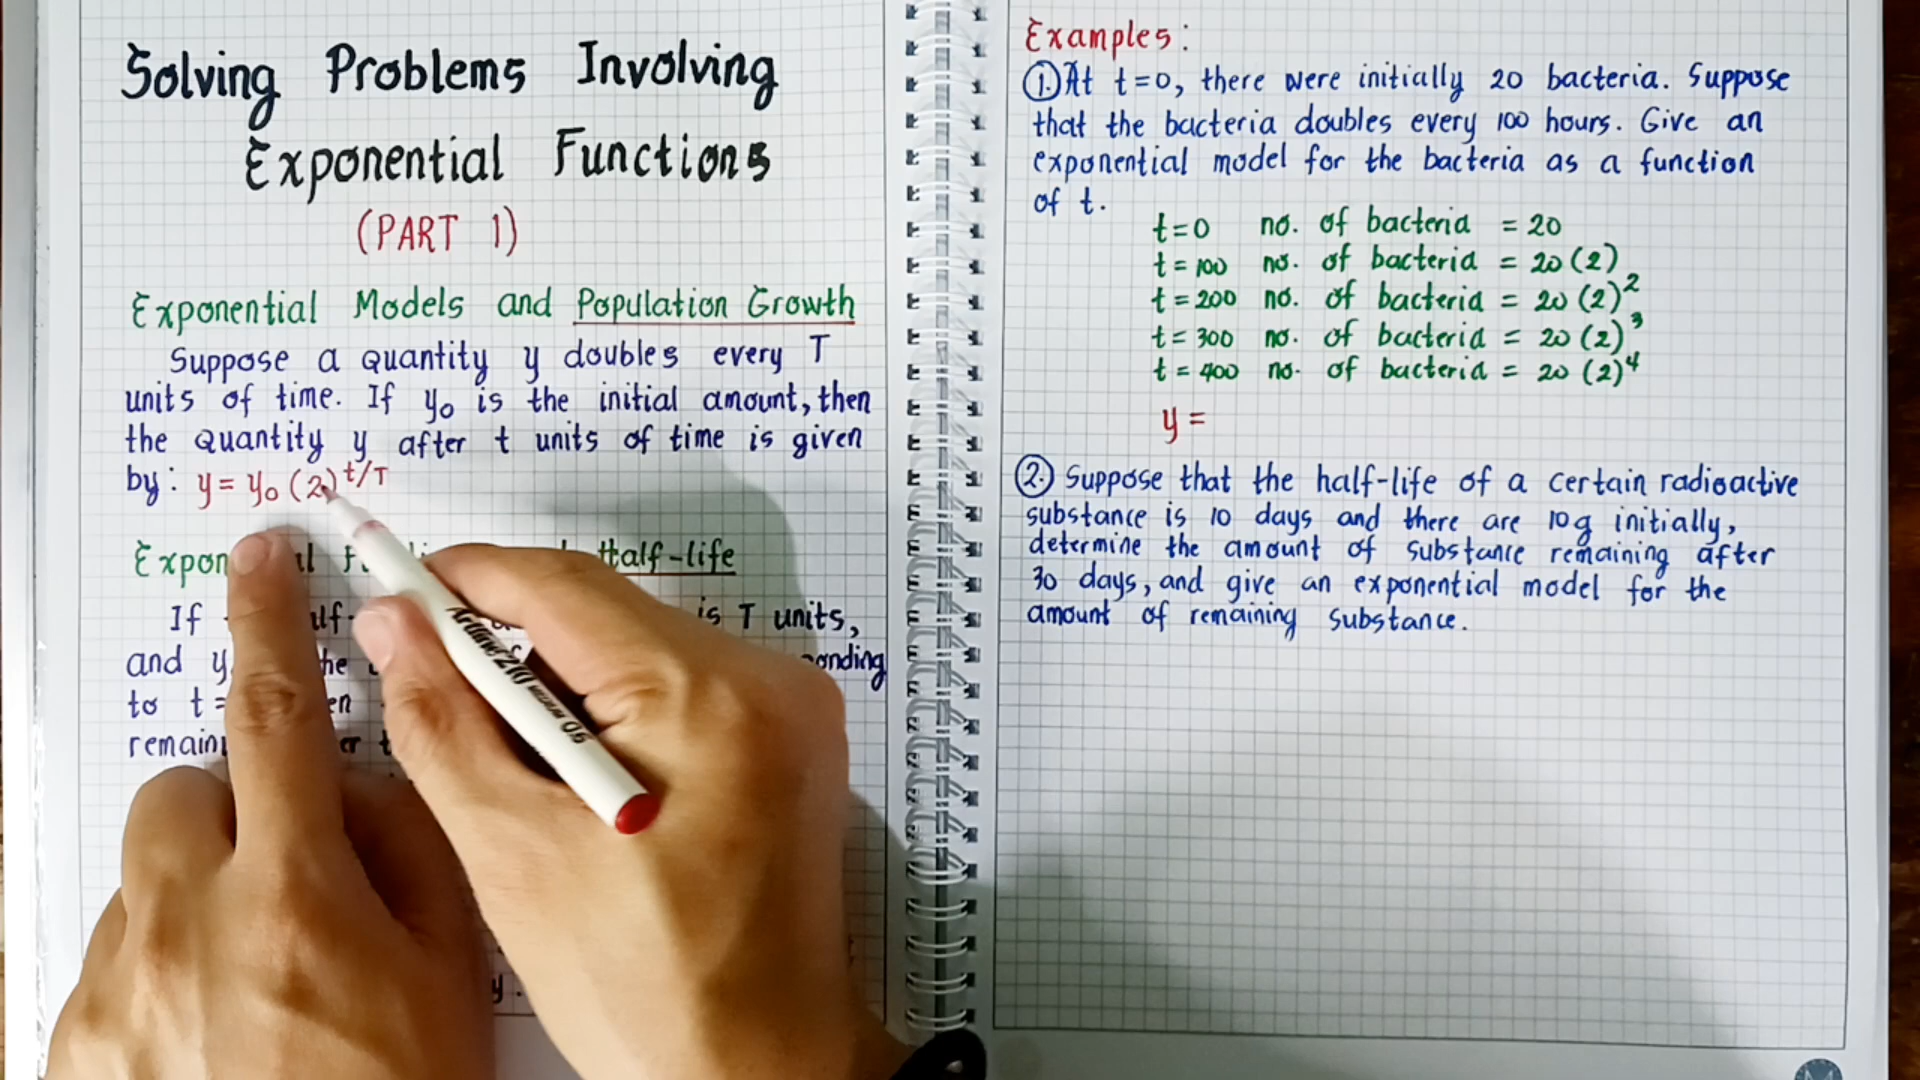 Solving Problems Involving
Exponential Functions
(PART 1)
Exponential Models and Population Growth
Suppose a quantity y doubles every T
units of time. If y₀ is the initial amount, then
the quantity y after t units of time is given
by: y = y₀ (2)^t/T
Half-life
If is T units,
and
to t =
y.
Artline 210 MEDIUM 0.6
Examples:
① At t=0, there were initially 20 bacteria. Suppose
that the bacteria doubles every 100 hours. Give an
exponential model for the bacteria as a function
of t.
t=0 no. of bacteria = 20
t = 100 no. of bacteria = 20 (2)
t = 200 no. of bacteria = 20 (2)²
t = 300 no. of bacteria = 20 (2)³
t = 400 no. of bacteria = 20 (2)⁴
y =
② Suppose that the half-life of a certain radioactive
substance is 10 days and there are 10g initially,
determine the amount of substance remaining after
30 days, and give an exponential model for the
amount of remaining substance.